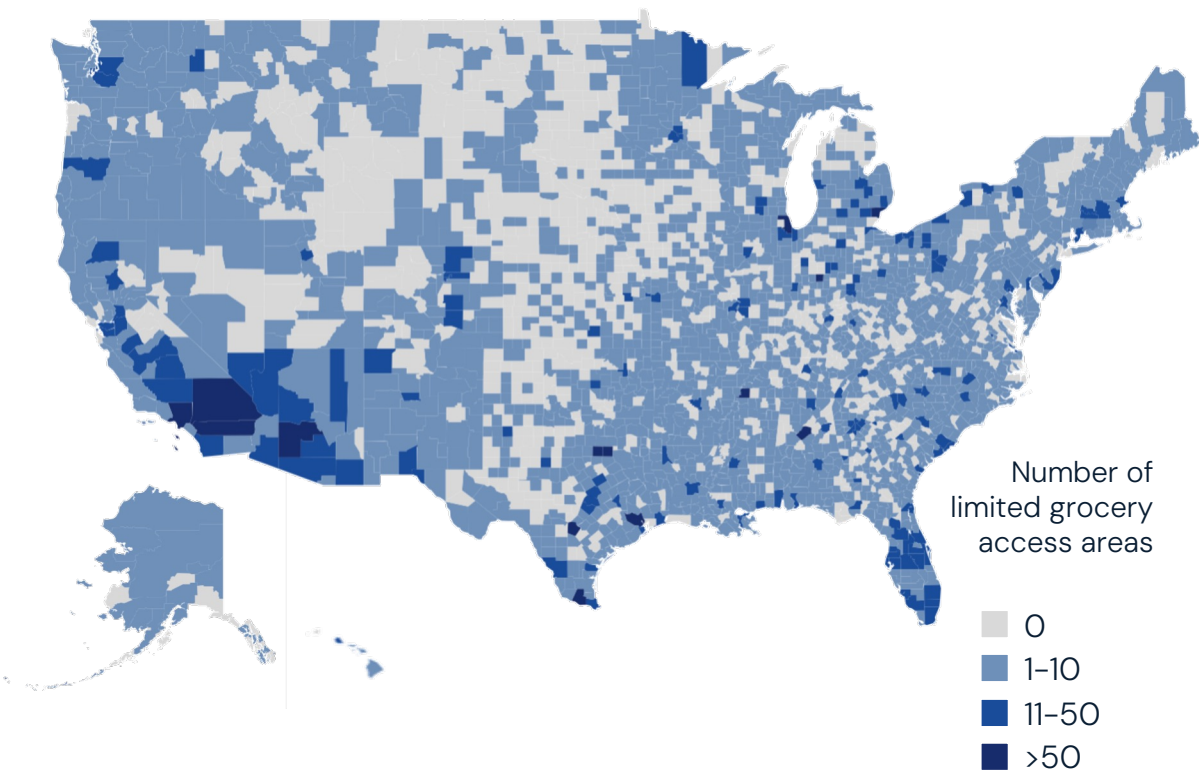 Number of
limited grocery
access areas
0
1–10
11–50
>50